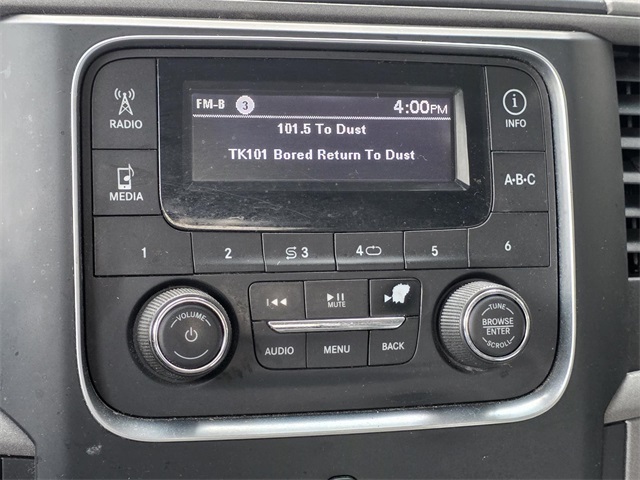 RADIO
FM-B 3 4:00PM
INFO
101.5 To Dust
TK101 Bored Return To Dust
MEDIA
A·B·C
1 2 3 4 5 6
MUTE
VOLUME
AUDIO MENU BACK
TUNE
BROWSE
ENTER
SCROLL